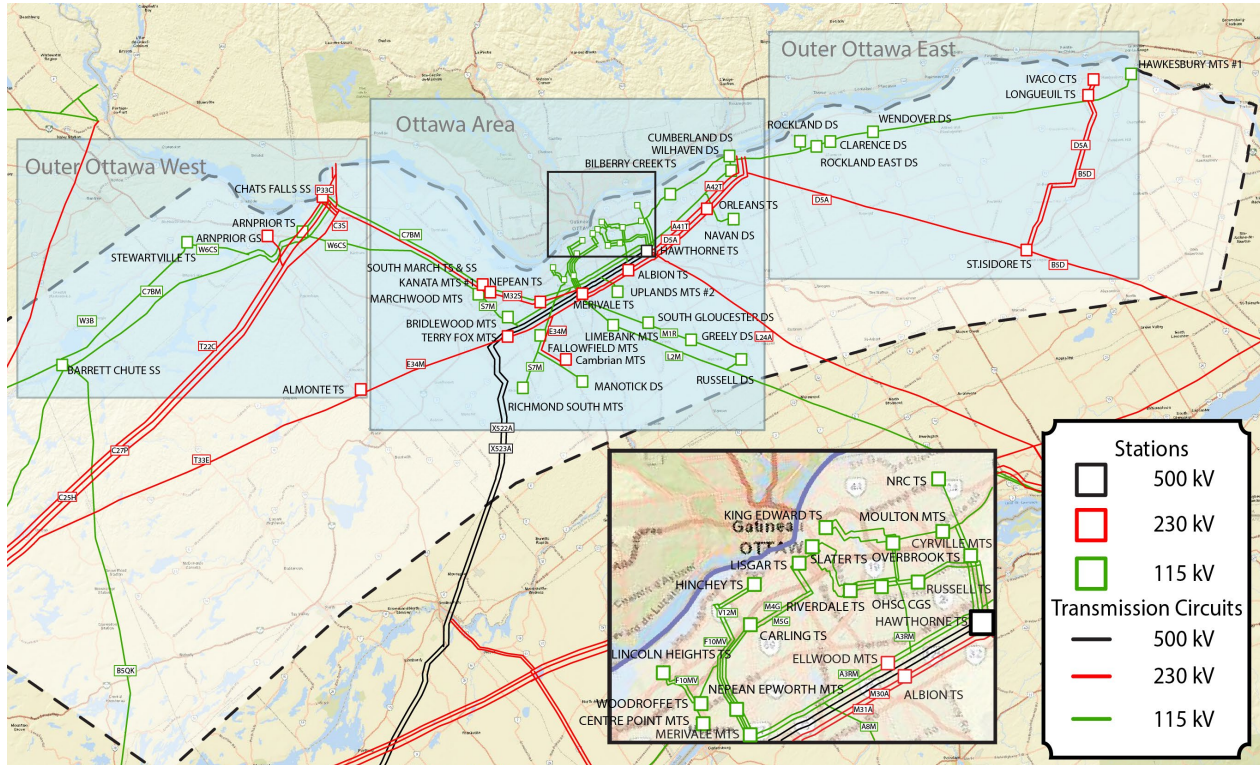 Outer Ottawa East
HAWKESBURY MTS #1
IVACO CTS
LONGUEUIL TS
Ottawa Area
ROCKLAND DS
WENDOVER DS
CUMBERLAND DS
WILHAVEN DS
CLARENCE DS
BILBERRY CREEK TS
ROCKLAND EAST DS
D5A
Outer Ottawa West
B5D
CHATS FALLS SS
P33C
A42T
D5A
ORLEANS TS
ARNPRIOR TS
C3S
A41T
NAVAN DS
ARNPRIOR GS
W6CS
W6CS
C7BM
D5A
HAWTHORNE TS
STEWARTVILLE TS
ST.ISIDORE TS
B5D
SOUTH MARCH TS & SS
KANATA MTS #1
NEPEAN TS
ALBION TS
C7BM
MARCHWOOD MTS
M32S
UPLANDS MTS #2
S7M
MERIVALE TS
W3B
BRIDLEWOOD MTS
SOUTH GLOUCESTER DS
TERRY FOX MTS
E34M
LIMEBANK MTS
M1R
GREELY DS
L24A
T22C
FALLOWFIELD MTS
L2M
Cambrian MTS
E34M
BARRETT CHUTE SS
S7M
RUSSELL DS
ALMONTE TS
MANOTICK DS
RICHMOND SOUTH MTS
X522A
X523A
C27P
T33E
C25H
B5QK
NRC TS
KING EDWARD TS
MOULTON MTS
Gatineau
OTTAWA
CYRVILLE MTS
SLATER TS
OVERBROOK TS
LISGAR TS
HINCHEY TS
RUSSELL TS
RIVERDALE TS
OHSC CGS
V12M
M4G
M5G
HAWTHORNE TS
CARLING TS
A3RM
F10MV
LINCOLN HEIGHTS TS
ELLWOOD MTS
A3RM
F10MV
NEPEAN EPWORTH MTS
M30A
ALBION TS
WOODROFFE TS
M31A
CENTRE POINT MTS
A8M
MERIVALE MTS
Stations
500 kV
230 kV
115 kV
Transmission Circuits
500 kV
230 kV
115 kV